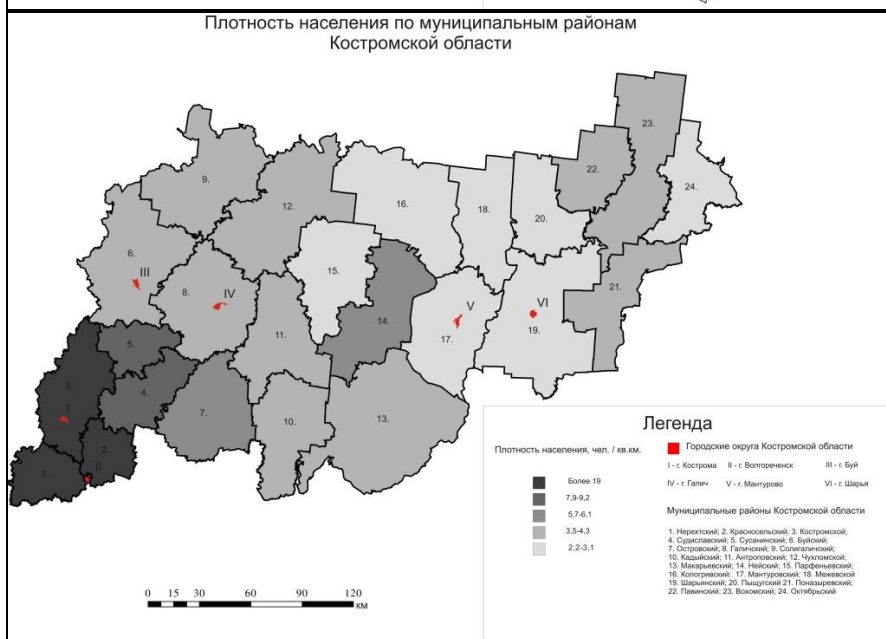 Плотность населения по муниципальным районам
Костромской области
23.
22.
24.
9.
12.
16.
18.
20.
6.
III
15.
8.
IV
21.
V
VI
14.
19.
17.
5.
11.
3.
4.
I
7.
10.
13.
2.
II
1.
Легенда
Плотность населения, чел. / кв.км.
Более 19
7,9-9,2
5,7-6,1
3,5-4,3
2,2-3,1
Городские округа Костромской области
I - г. Кострома II - г. Волгореченск III - г. Буй
IV - г. Галич V - г. Мантурово VI - г. Шарья
Муниципальные районы Костромской области
1. Нерехтский; 2. Красносельский; 3. Костромской;
4. Судиславский; 5. Сусанинский; 6. Буйский;
7. Островский; 8. Галичский; 9. Солигаличский;
10. Кадыйский; 11. Антроповский; 12. Чухломской;
13. Макарьевский; 14. Нейский; 15. Парфеньевский;
16. Кологривский; 17. Мантуровский; 18. Межевской
19. Шарьинский; 20. Пыщугский 21. Поназыревский;
22. Павинский; 23. Вохомский; 24. Октябрьский
0 15 30 60 90 120
км